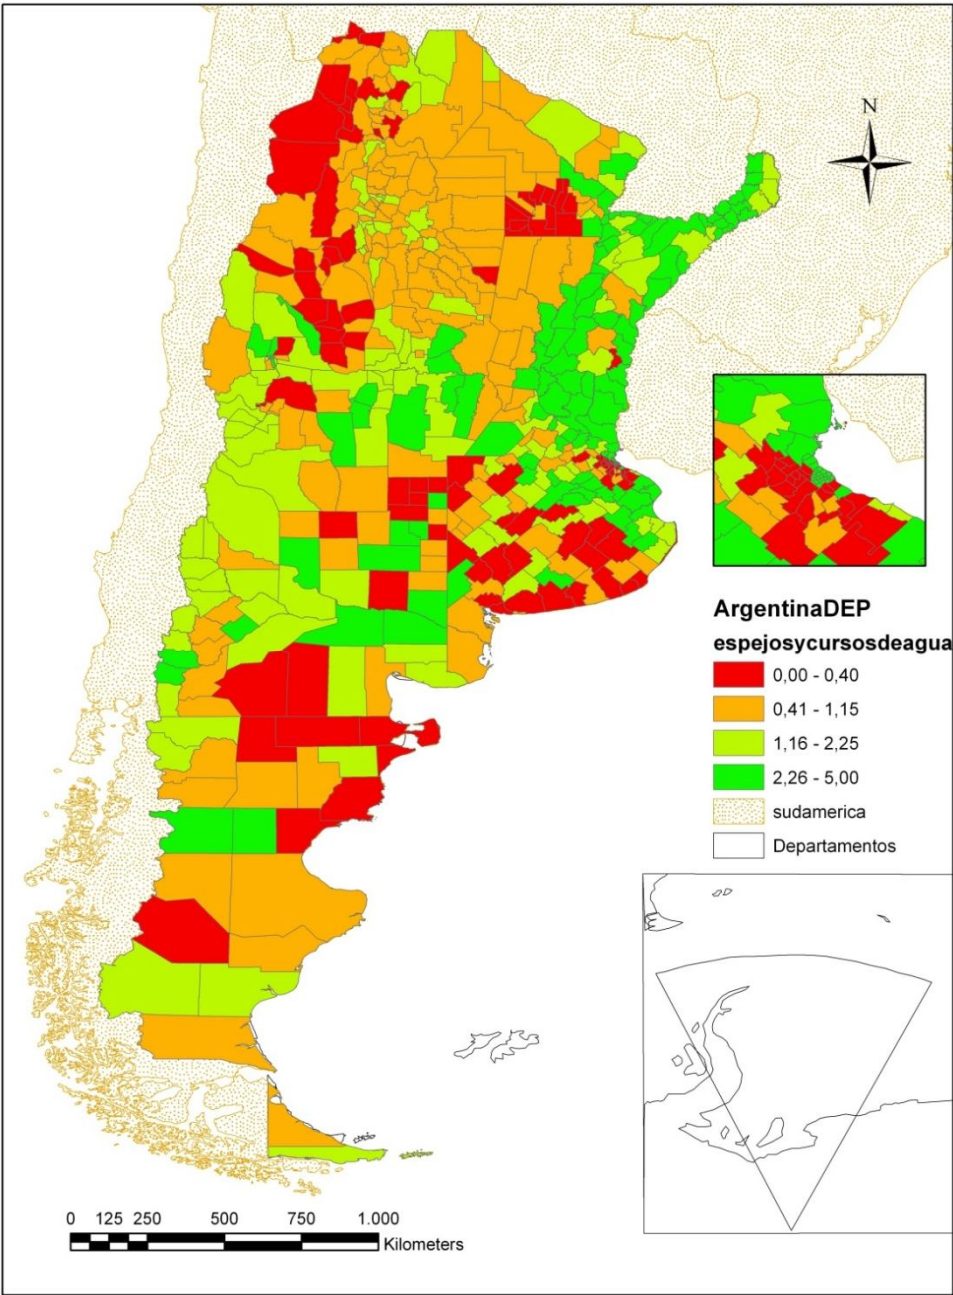 N
ArgentinaDEP
espejosycursosdeagua
0,00 - 0,40
0,41 - 1,15
1,16 - 2,25
2,26 - 5,00
sudamerica
Departamentos
0 125 250 500 750 1.000
Kilometers